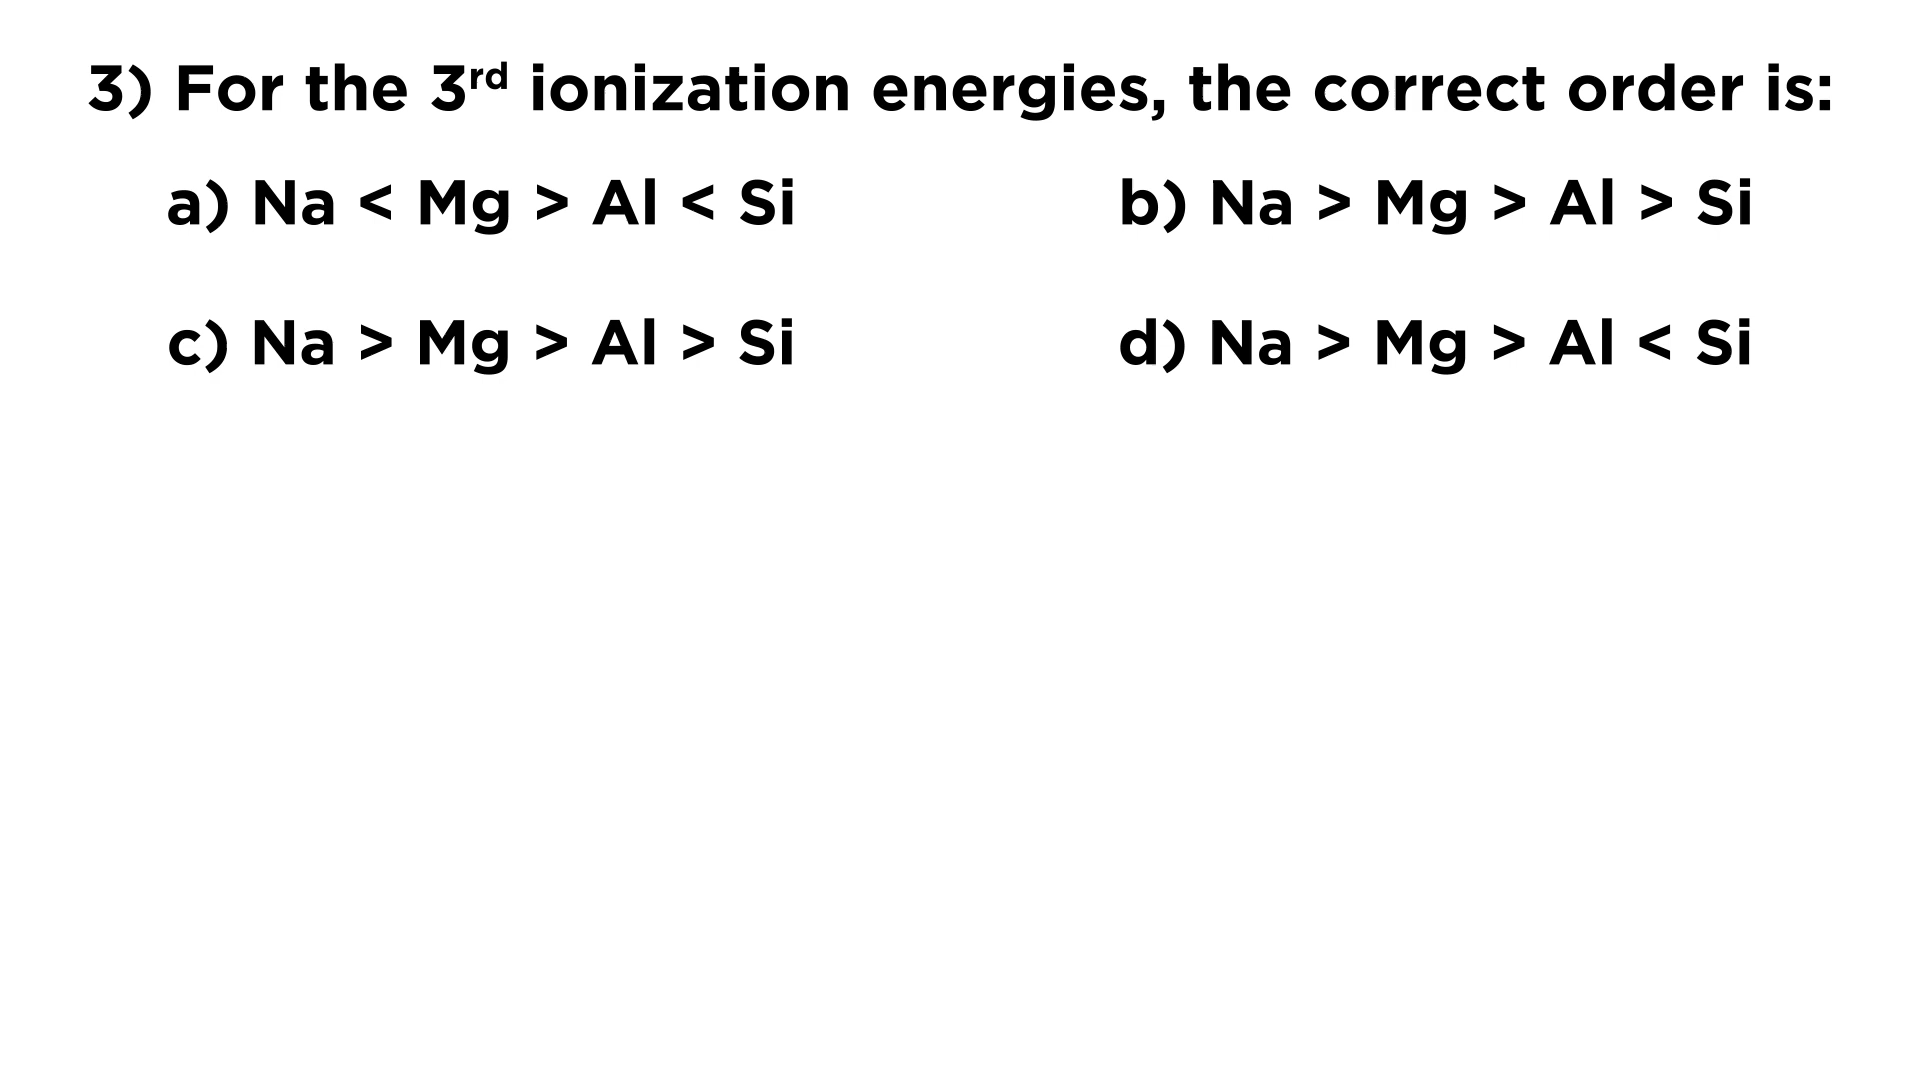 3) For the 3rd ionization energies, the correct order is:
a) Na < Mg > Al < Si
b) Na > Mg > Al > Si
c) Na > Mg > Al > Si
d) Na > Mg > Al < Si